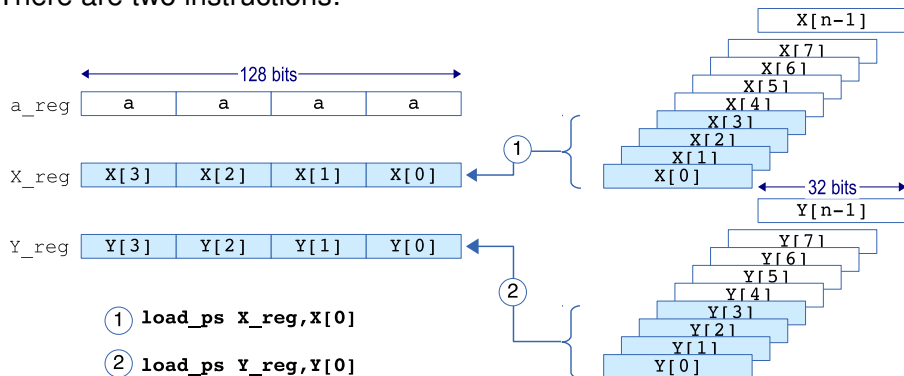 There are two instructions:
X[n-1]
X[7]
X[6]
X[5]
X[4]
X[3]
X[2]
X[1]
X[0]
128 bits
a_reg a a a a
1
X_reg X[3] X[2] X[1] X[0]
32 bits
Y[n-1]
Y_reg Y[3] Y[2] Y[1] Y[0]
Y[7]
Y[6]
Y[5]
Y[4]
Y[3]
Y[2]
Y[1]
Y[0]
2
1 load_ps X_reg,X[0]
2 load_ps Y_reg,Y[0]